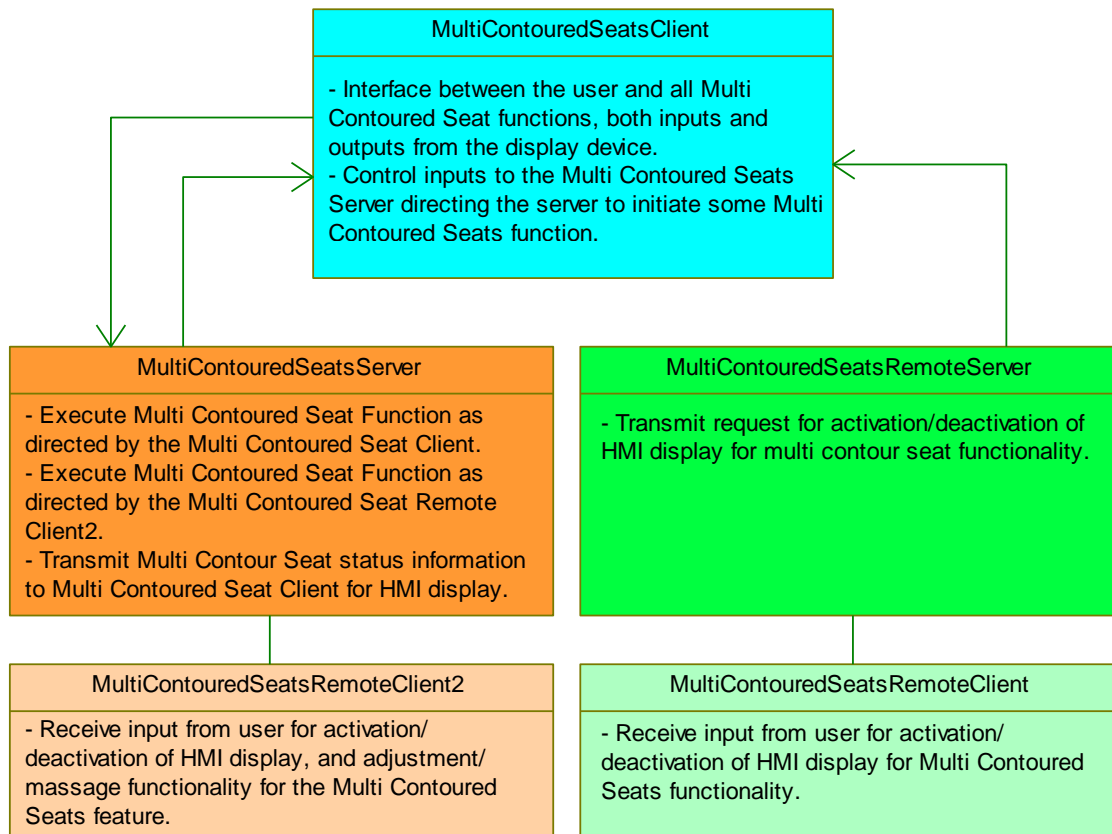 MultiContouredSeatsClient
- Interface between the user and all Multi
Contoured Seat functions, both inputs and
outputs from the display device.
- Control inputs to the Multi Contoured Seats
Server directing the server to initiate some Multi
Contoured Seats function.
MultiContouredSeatsServer
- Execute Multi Contoured Seat Function as
directed by the Multi Contoured Seat Client.
- Execute Multi Contoured Seat Function as
directed by the Multi Contoured Seat Remote
Client2.
- Transmit Multi Contour Seat status information
to Multi Contoured Seat Client for HMI display.
MultiContouredSeatsRemoteServer
- Transmit request for activation/deactivation of
HMI display for multi contour seat functionality.
MultiContouredSeatsRemoteClient2
- Receive input from user for activation/
deactivation of HMI display, and adjustment/
massage functionality for the Multi Contoured
Seats feature.
MultiContouredSeatsRemoteClient
- Receive input from user for activation/
deactivation of HMI display for Multi Contoured
Seats functionality.